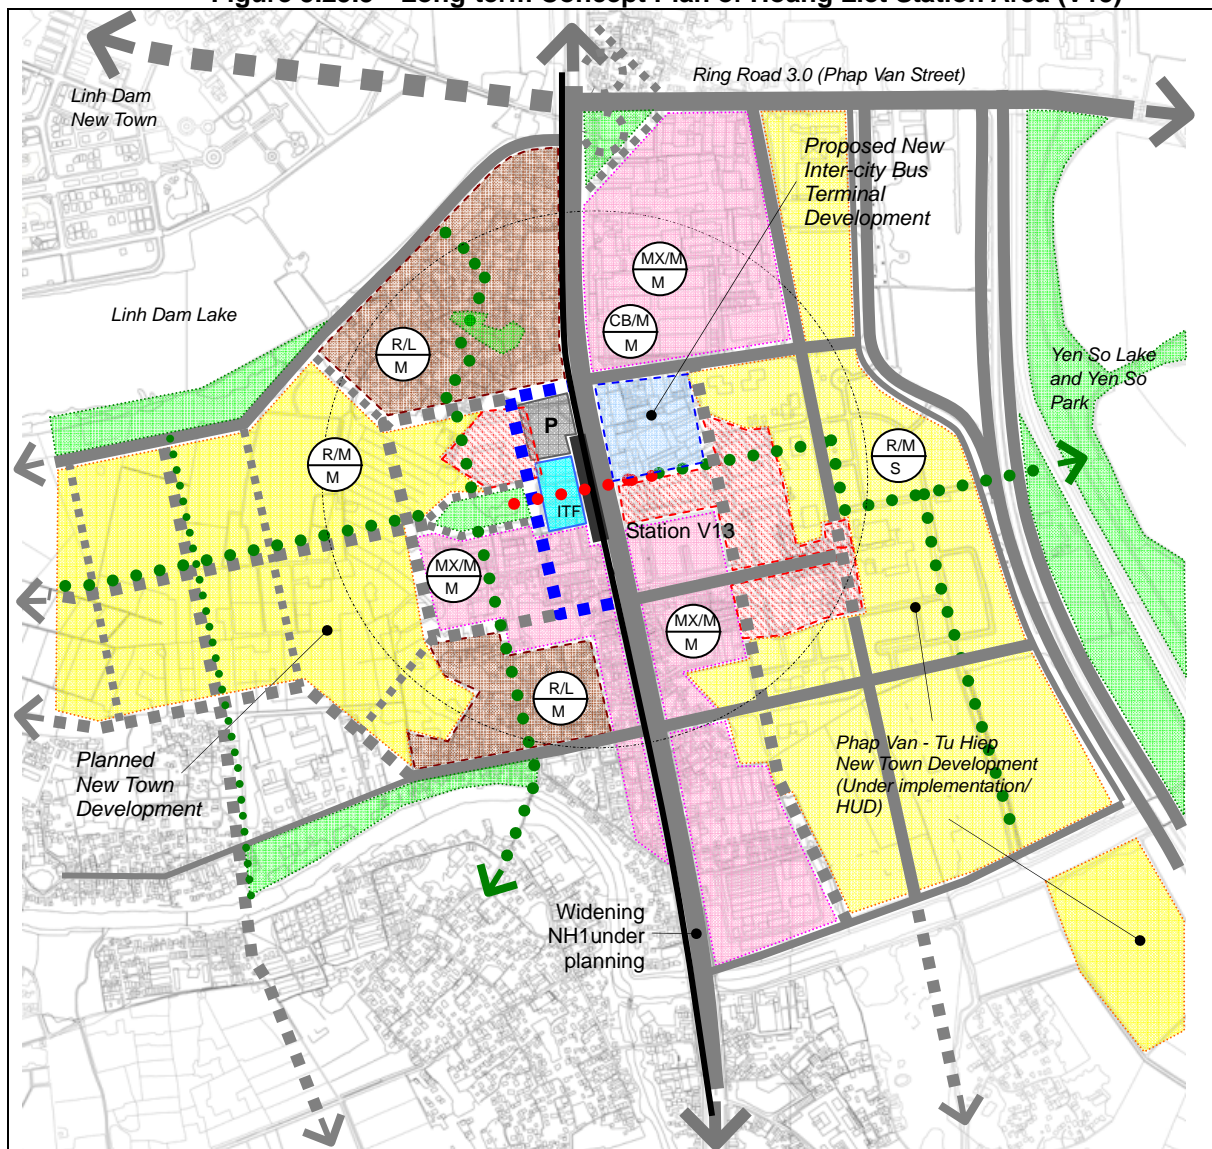 Ring Road 3.0 (Phap Van Street)
Linh Dam
New Town
Proposed New
Inter-city Bus
Terminal
Development
MX/M
M
CB/M
M
Linh Dam Lake
R/L
M
Yen So Lake
and Yen So
Park
P
R/M
M
R/M
S
ITF
Station V13
MX/M
M
MX/M
M
R/L
M
Planned
New Town
Development
Phap Van - Tu Hiep
New Town Development
(Under implementation/
HUD)
Widening
NH1under
planning